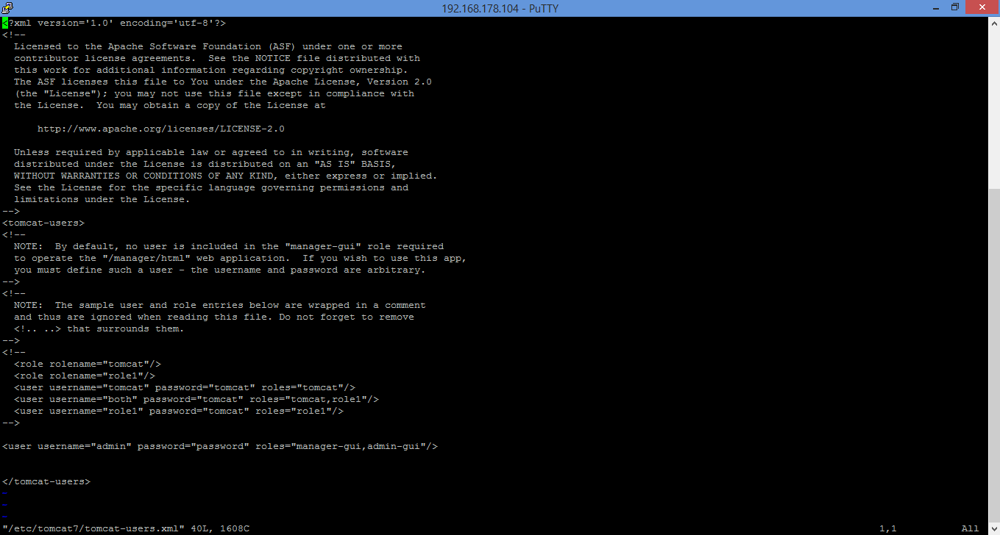 192.168.178.104 - PuTTY
<?xml version='1.0' encoding='utf-8'?>
<!--
  Licensed to the Apache Software Foundation (ASF) under one or more
  contributor license agreements.  See the NOTICE file distributed with
  this work for additional information regarding copyright ownership.
  The ASF licenses this file to You under the Apache License, Version 2.0
  (the "License"); you may not use this file except in compliance with
  the License.  You may obtain a copy of the License at

      http://www.apache.org/licenses/LICENSE-2.0

  Unless required by applicable law or agreed to in writing, software
  distributed under the License is distributed on an "AS IS" BASIS,
  WITHOUT WARRANTIES OR CONDITIONS OF ANY KIND, either express or implied.
  See the License for the specific language governing permissions and
  limitations under the License.
-->
<tomcat-users>
<!--
  NOTE:  By default, no user is included in the "manager-gui" role required
  to operate the "/manager/html" web application.  If you wish to use this app,
  you must define such a user - the username and password are arbitrary.
-->
<!--
  NOTE:  The sample user and role entries below are wrapped in a comment
  and thus are ignored when reading this file. Do not forget to remove
  <!.. ..> that surrounds them.
-->
<!--
  <role rolename="tomcat"/>
  <role rolename="role1"/>
  <user username="tomcat" password="tomcat" roles="tomcat"/>
  <user username="both" password="tomcat" roles="tomcat,role1"/>
  <user username="role1" password="tomcat" roles="role1"/>
-->

<user username="admin" password="password" roles="manager-gui,admin-gui"/>


</tomcat-users>
~
~
~
"/etc/tomcat7/tomcat-users.xml" 40L, 1608C 1,1 All